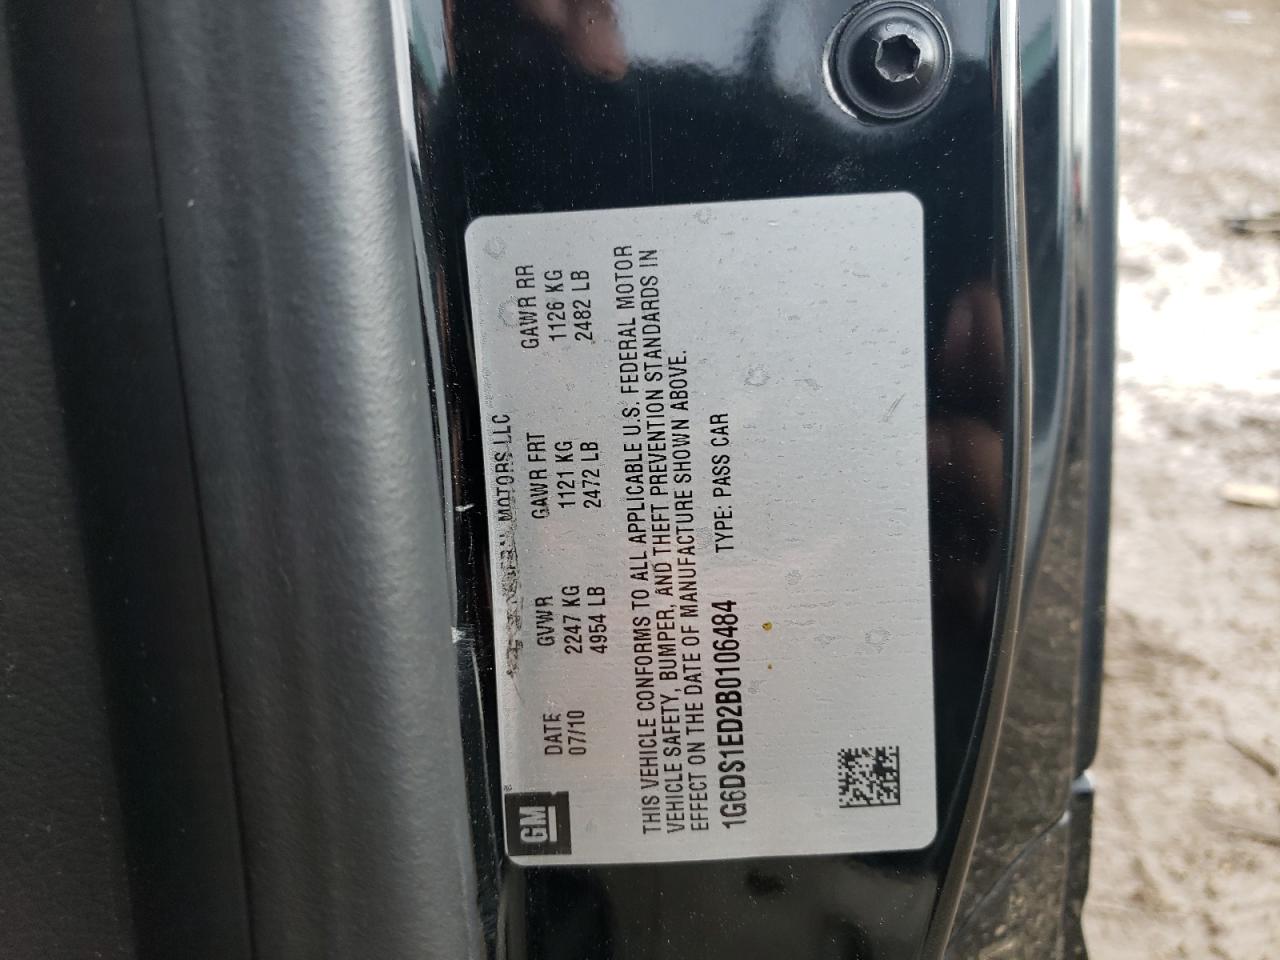 GM
MOTORS LLC
DATE GVWR GAWR FRT GAWR RR
07/10 2247 KG 1121 KG 1126 KG
4954 LB 2472 LB 2482 LB
THIS VEHICLE CONFORMS TO ALL APPLICABLE U.S. FEDERAL MOTOR
VEHICLE SAFETY, BUMPER, AND THEFT PREVENTION STANDARDS IN
EFFECT ON THE DATE OF MANUFACTURE SHOWN ABOVE.
1G6DS1ED2B0106484 TYPE: PASS CAR